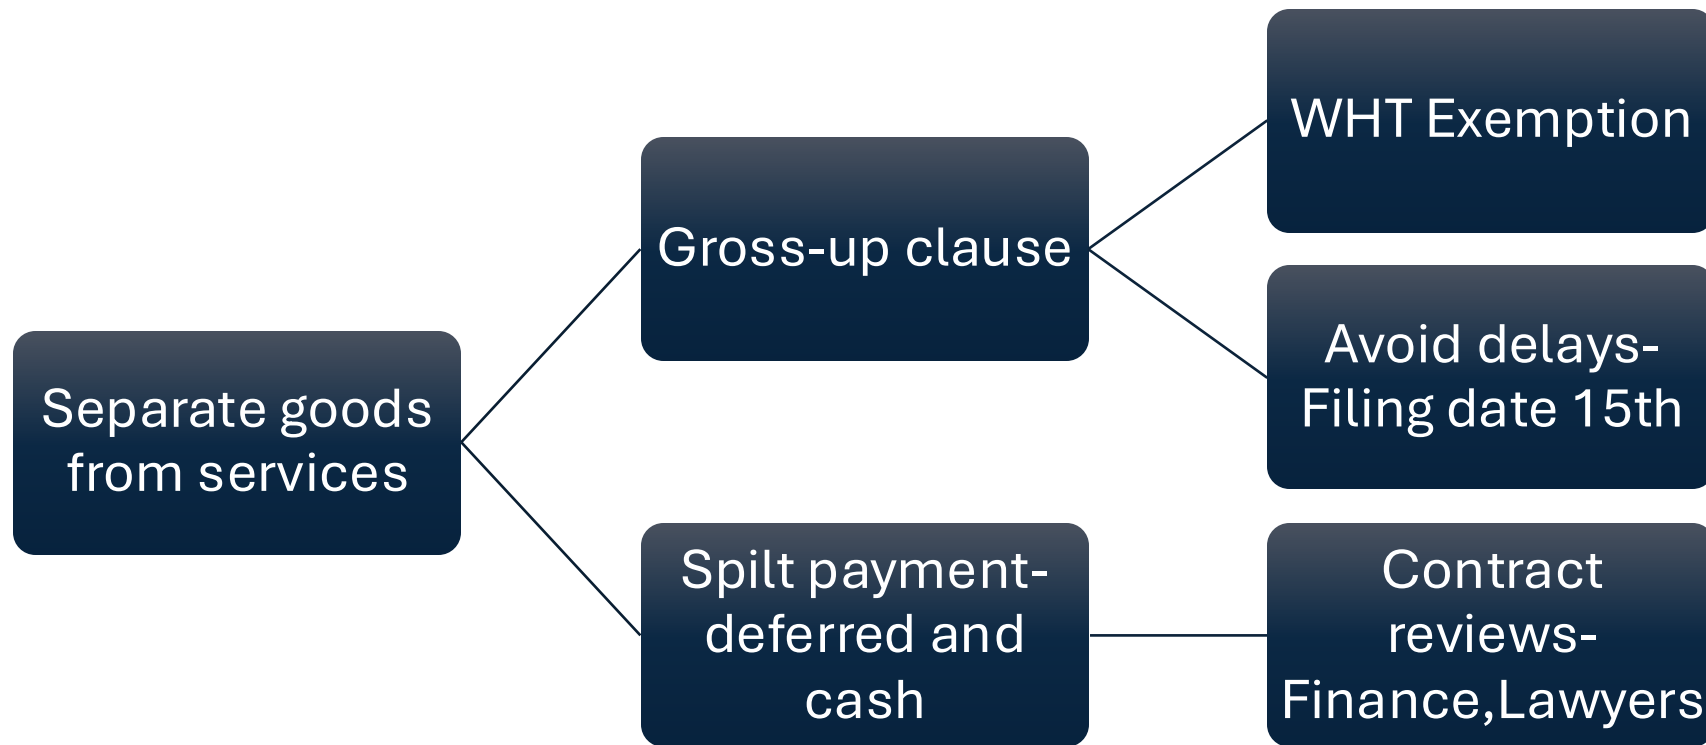 Separate goods
from services
Gross-up clause
WHT Exemption
Avoid delays-
Filing date 15th
Spilt payment-
deferred and
cash
Contract
reviews-
Finance,Lawyers